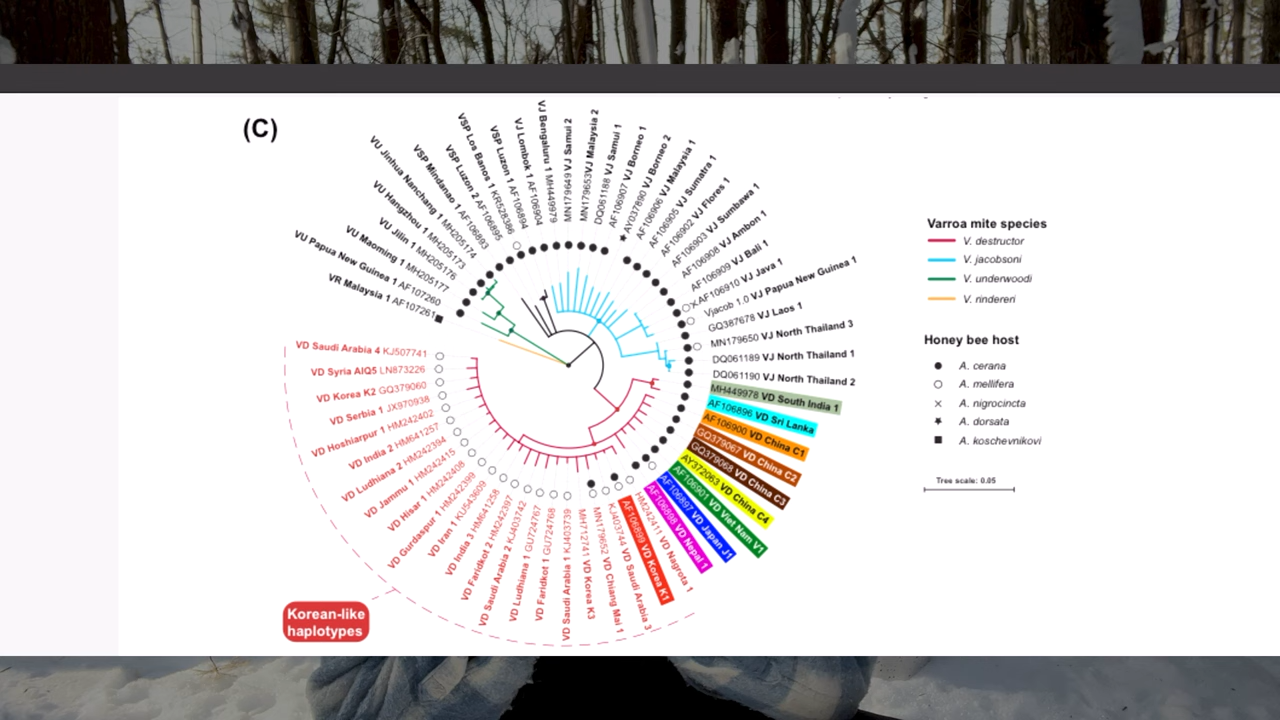 (C)
VR Malaysia 1 AF107261
VU Papua New Guinea 1 AF107260
VU Maoming 1 MH205177
VU Jilin 1 MH205176
VU Hangzhou 1 MH205173
VU Jinhua Nanchang 1 MH205174
VSP Mindanao 1 AF106893
VSP Luzon 2 AF106895
VSP Los Banos 1 KR528386
VSP Luzon 1 AF106894
VJ Lombok 1 AF106904
VJ Bengaluru 1 MH449979
MN179649 VJ Samui 2
MN179653 VJ Malaysia 2
DQ061188 VJ Samui 1
AF106907 VJ Borneo 1
AY037890 VJ Borneo 2
AF106906 VJ Malaysia 1
AF106905 VJ Sumatra 1
AF106902 VJ Flores 1
AF106903 VJ Sumbawa 1
AF106908 VJ Ambon 1
AF106909 VJ Bali 1
AF106910 VJ Java 1
Vjacob 1.0 VJ Papua New Guinea 1
GQ387678 VJ Laos 1
MN179650 VJ North Thailand 3
DQ061189 VJ North Thailand 1
DQ061190 VJ North Thailand 2
MH449978 VD South India 1
AF106896 VD Sri Lanka
AF106900 VD China C1
GQ379067 VD China C2
GQ379068 VD China C3
AY372063 VD China C4
AF106901 VD Viet Nam V1
AF106897 VD Japan J1
AF106898 VD Nepal 1
HM242411 VD Nagrota 1
AF106899 VD Korea K1
KJ403744 VD Saudi Arabia 3
MN179652 VD Chiang Mai 1
MH712741 VD Korea K3
VD Saudi Arabia 1 KJ403739
VD Faridkot 1 GU724768
VD Ludhiana 1 GU724767
VD Saudi Arabia 2 KJ403742
VD Faridkot 2 HM242397
VD India 3 HM641258
VD Iran 1 KU543609
VD Gurdaspur 1 HM242399
VD Hisar 1 HM242408
VD Jammu 1 HM242415
VD Ludhiana 2 HM242394
VD India 2 HM641257
VD Hoshiarpur 1 HM242402
VD Serbia 1 JX970938
VD Korea K2 GQ379060
VD Syria AIQ5 LN873226
VD Saudi Arabia 4 KJ507741
Korean-like
haplotypes
Varroa mite species
V. destructor
V. jacobsoni
V. underwoodi
V. rindereri
Honey bee host
A. cerana
A. mellifera
A. nigrocincta
A. dorsata
A. koschevnikovi
Tree scale: 0.05